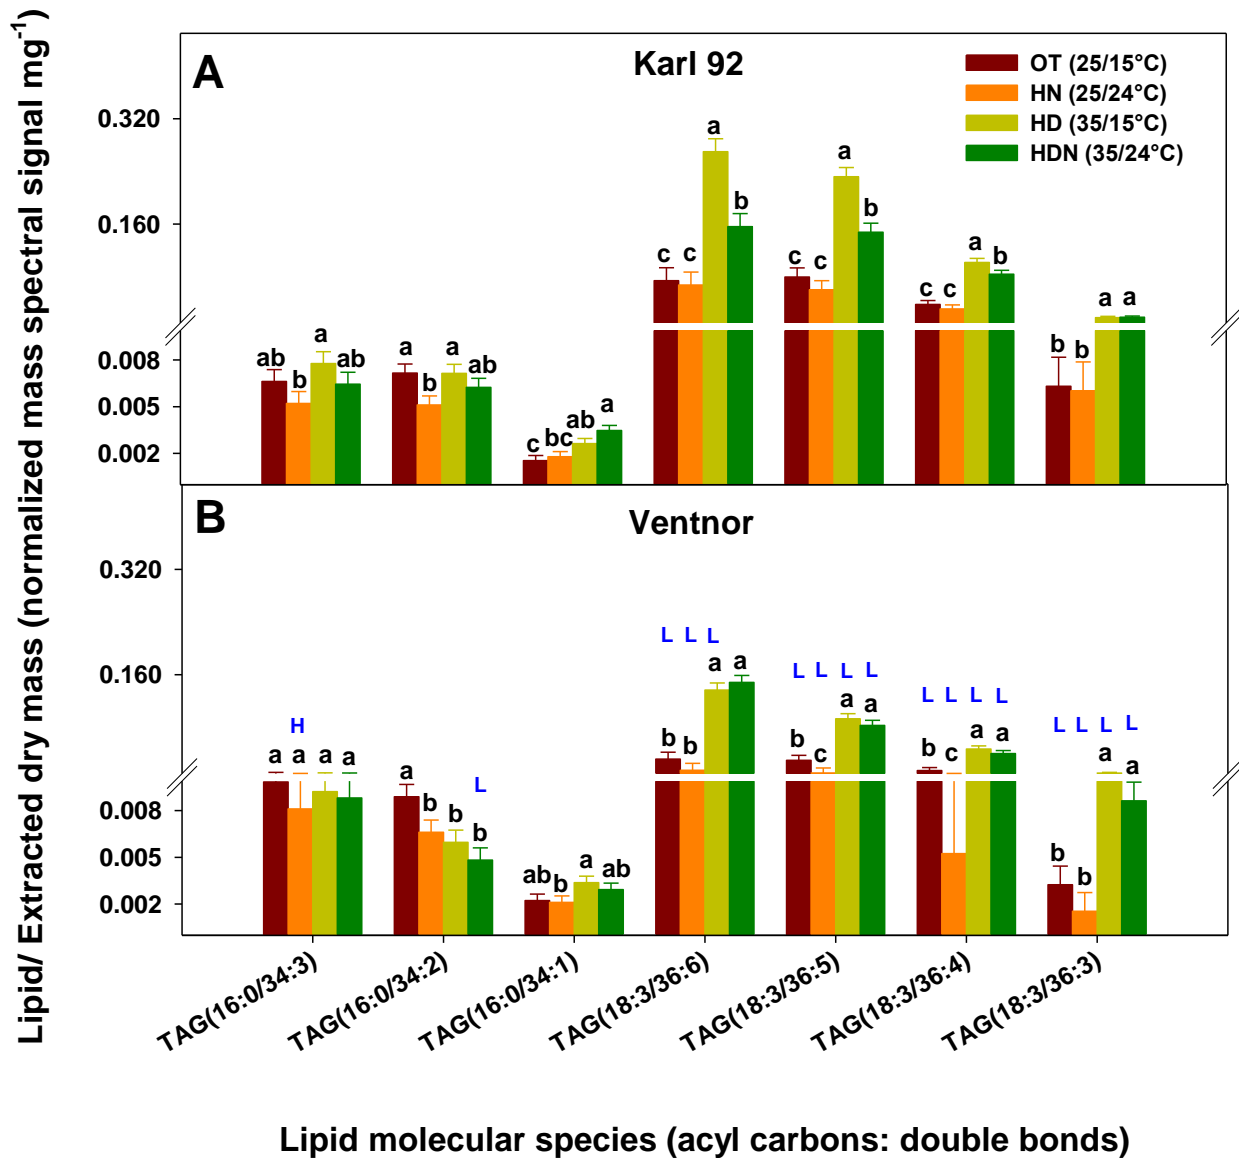 Lipid/ Extracted dry mass (normalized mass spectral signal mg-1)
A
Karl 92
OT (25/15°C)
HN (25/24°C)
HD (35/15°C)
HDN (35/24°C)
0.320
0.160
0.008
0.005
0.002
a
a
b
b
c c
c c
a
b
c c
a a
b b
ab b a ab
a b a ab
c bc ab a
B
Ventnor
0.320
0.160
0.008
0.005
0.002
H
L
L L L
L L L L
L L L L
L L L L
a a a a
a b b b
ab b a ab
b b a a
b c a a
b c a a
b b a a
TAG(16:0/34:3)
TAG(16:0/34:2)
TAG(16:0/34:1)
TAG(18:3/36:6)
TAG(18:3/36:5)
TAG(18:3/36:4)
TAG(18:3/36:3)
Lipid molecular species (acyl carbons: double bonds)